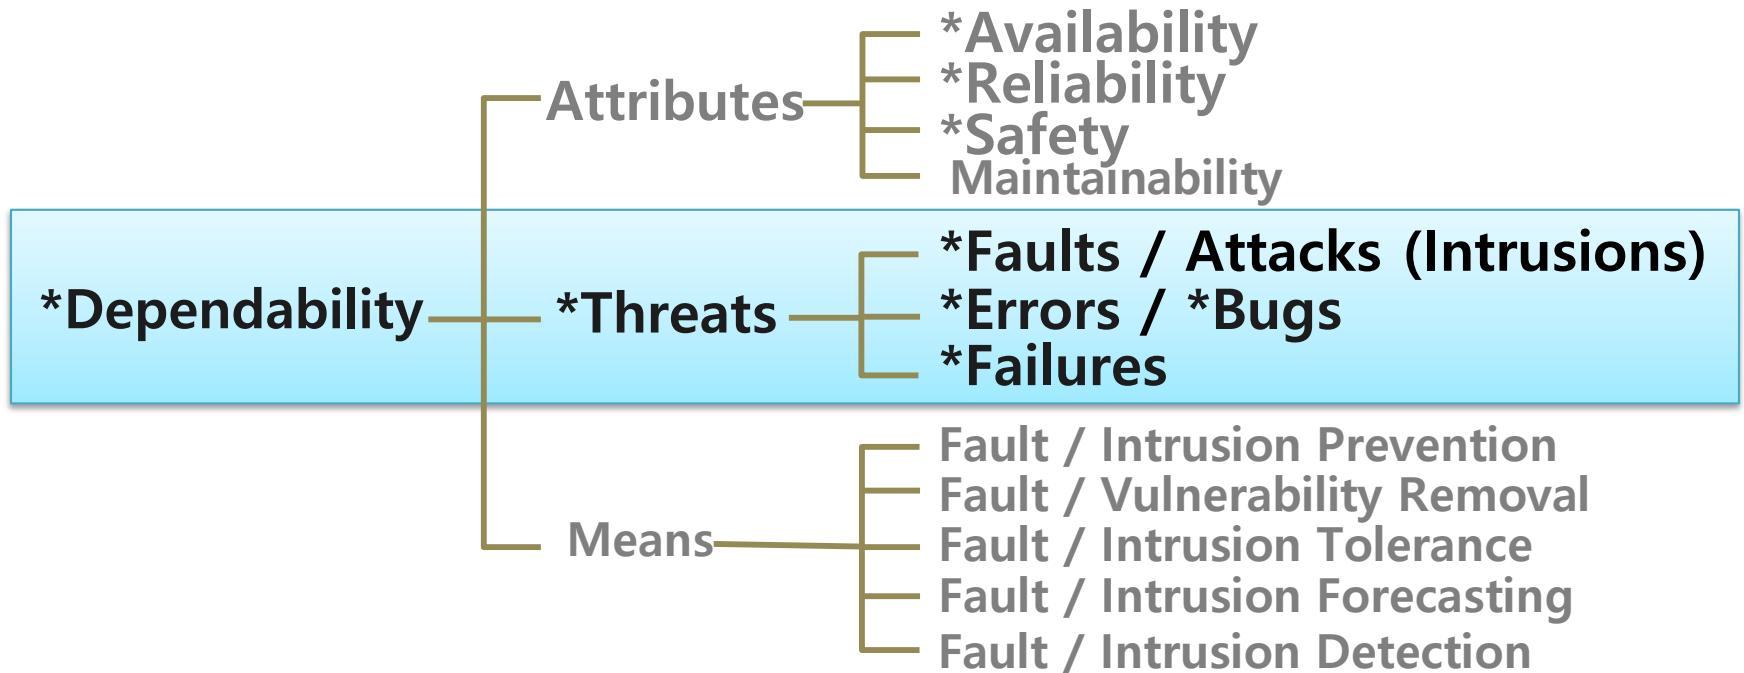 *Availability
*Reliability
Attributes
*Safety
Maintainability
*Faults / Attacks (Intrusions)
*Dependability
*Threats
*Errors / *Bugs
*Failures
Fault / Intrusion Prevention
Fault / Vulnerability Removal
Means
Fault / Intrusion Tolerance
Fault / Intrusion Forecasting
Fault / Intrusion Detection